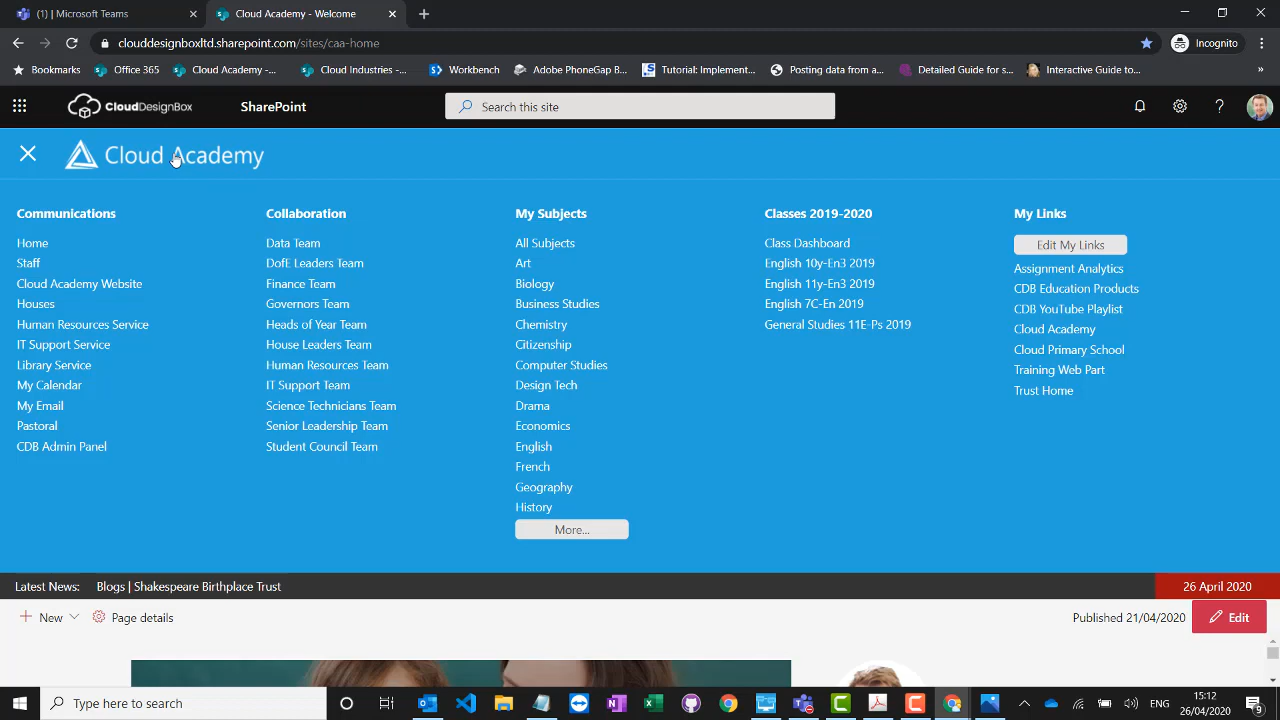 (1) | Microsoft Teams
Cloud Academy - Welcome
clouddesignboxltd.sharepoint.com/sites/caa-home
Incognito
Bookmarks
Office 365
Cloud Academy -...
Cloud Industries -...
Workbench
Adobe PhoneGap B...
Tutorial: Implement...
Posting data from a...
Detailed Guide for s...
Interactive Guide to...
»
CloudDesignBox
SharePoint
Search this site
Cloud Academy
Communications
Home
Staff
Cloud Academy Website
Houses
Human Resources Service
IT Support Service
Library Service
My Calendar
My Email
Pastoral
CDB Admin Panel
Collaboration
Data Team
DofE Leaders Team
Finance Team
Governors Team
Heads of Year Team
House Leaders Team
Human Resources Team
IT Support Team
Science Technicians Team
Senior Leadership Team
Student Council Team
My Subjects
All Subjects
Art
Biology
Business Studies
Chemistry
Citizenship
Computer Studies
Design Tech
Drama
Economics
English
French
Geography
History
More...
Classes 2019-2020
Class Dashboard
English 10y-En3 2019
English 11y-En3 2019
English 7C-En 2019
General Studies 11E-Ps 2019
My Links
Edit My Links
Assignment Analytics
CDB Education Products
CDB YouTube Playlist
Cloud Academy
Cloud Primary School
Training Web Part
Trust Home
Latest News: Blogs | Shakespeare Birthplace Trust
26 April 2020
New
Page details
Published 21/04/2020
Edit
Type here to search
ENG
15:12
26/04/2020